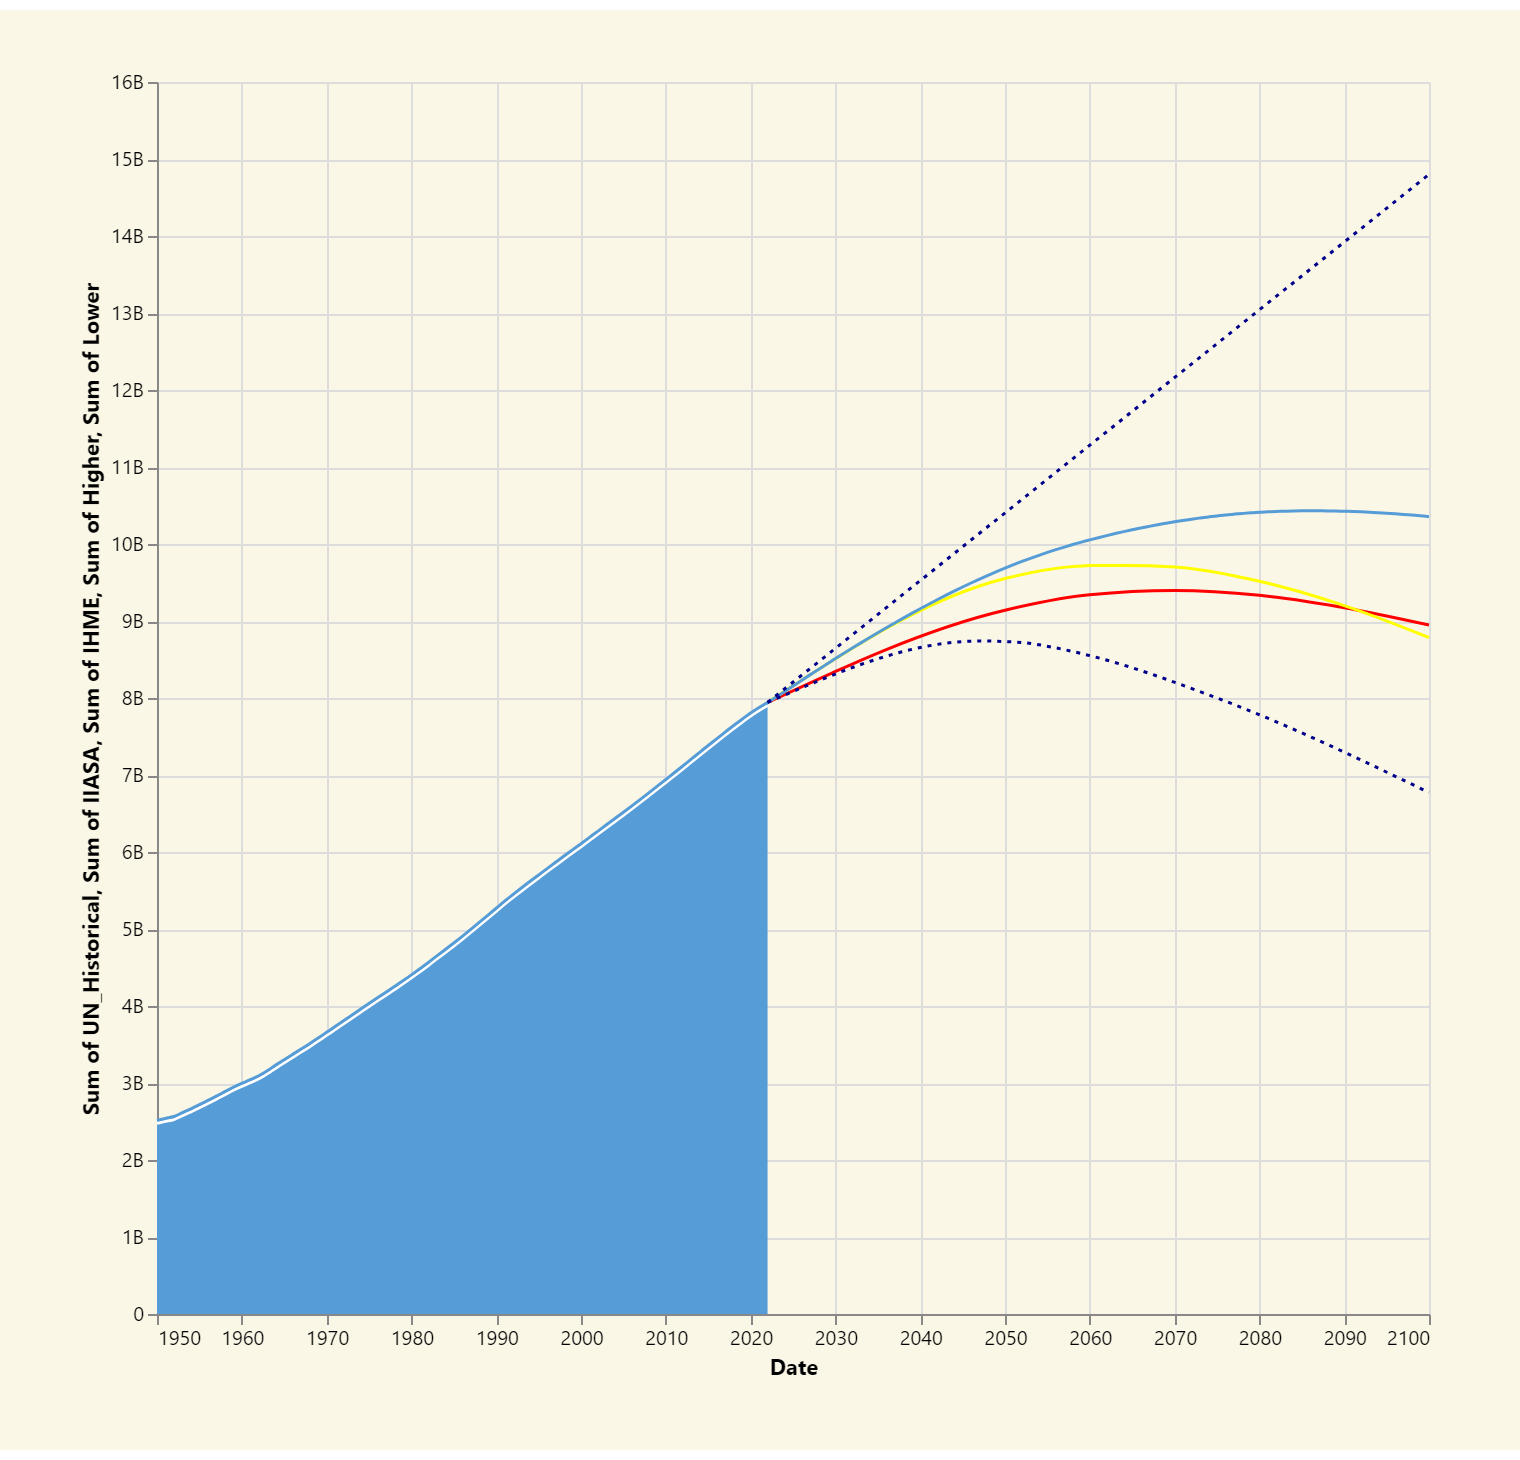 16B
15B
14B
13B
12B
11B
10B
9B
8B
7B
6B
5B
4B
3B
2B
1B
0
Sum of UN_Historical, Sum of IIASA, Sum of IHME, Sum of Higher, Sum of Lower
1950 1960 1970 1980 1990 2000 2010 2020 2030 2040 2050 2060 2070 2080 2090 2100
Date